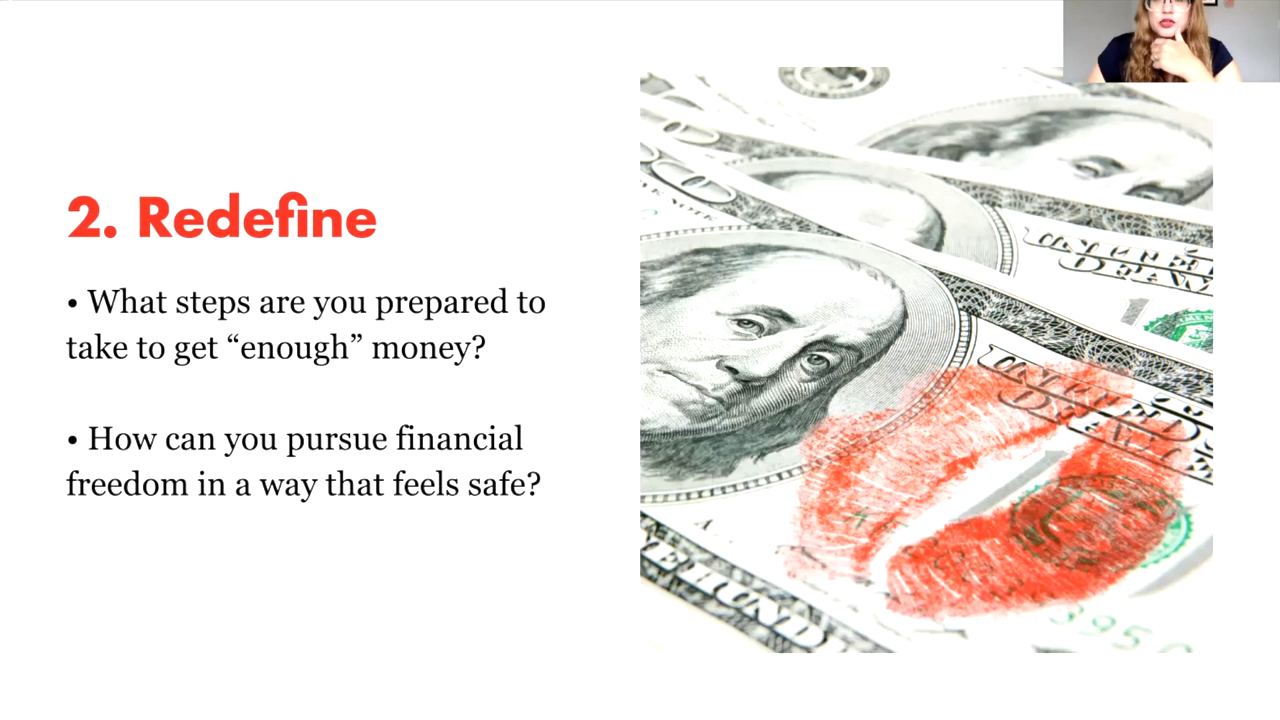 2. Redefine
• What steps are you prepared to
take to get “enough” money?
• How can you pursue financial
freedom in a way that feels safe?
3950